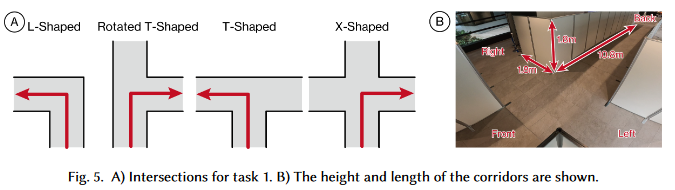 A L-Shaped Rotated T-Shaped T-Shaped X-Shaped
B
Back
1.8m
Right
10.6m
1.9m
Front
Left
Fig. 5. A) Intersections for task 1. B) The height and length of the corridors are shown.